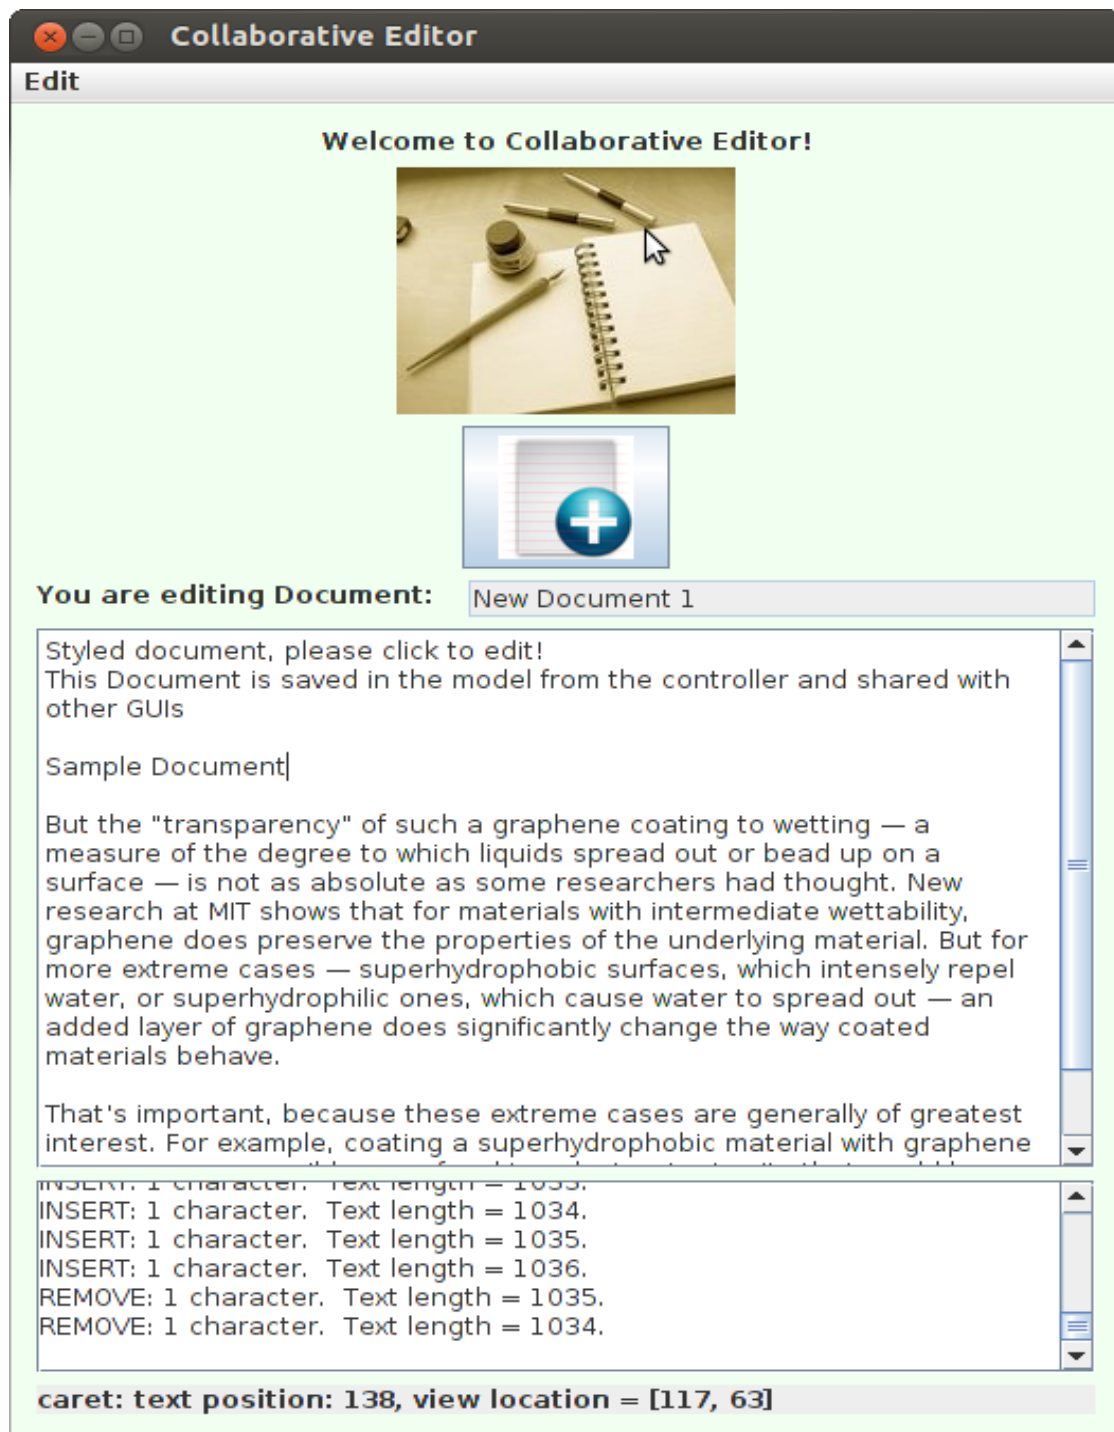 Collaborative Editor
Edit
Welcome to Collaborative Editor!
You are editing Document:
New Document 1
Styled document, please click to edit!
This Document is saved in the model from the controller and shared with
other GUIs
Sample Document
But the "transparency" of such a graphene coating to wetting — a
measure of the degree to which liquids spread out or bead up on a
surface — is not as absolute as some researchers had thought. New
research at MIT shows that for materials with intermediate wettability,
graphene does preserve the properties of the underlying material. But for
more extreme cases — superhydrophobic surfaces, which intensely repel
water, or superhydrophilic ones, which cause water to spread out — an
added layer of graphene does significantly change the way coated
materials behave.
That's important, because these extreme cases are generally of greatest
interest. For example, coating a superhydrophobic material with graphene
INSERT: 1 character.  Text length = 1033.
INSERT: 1 character.  Text length = 1034.
INSERT: 1 character.  Text length = 1035.
INSERT: 1 character.  Text length = 1036.
REMOVE: 1 character.  Text length = 1035.
REMOVE: 1 character.  Text length = 1034.
caret: text position: 138, view location = [117, 63]